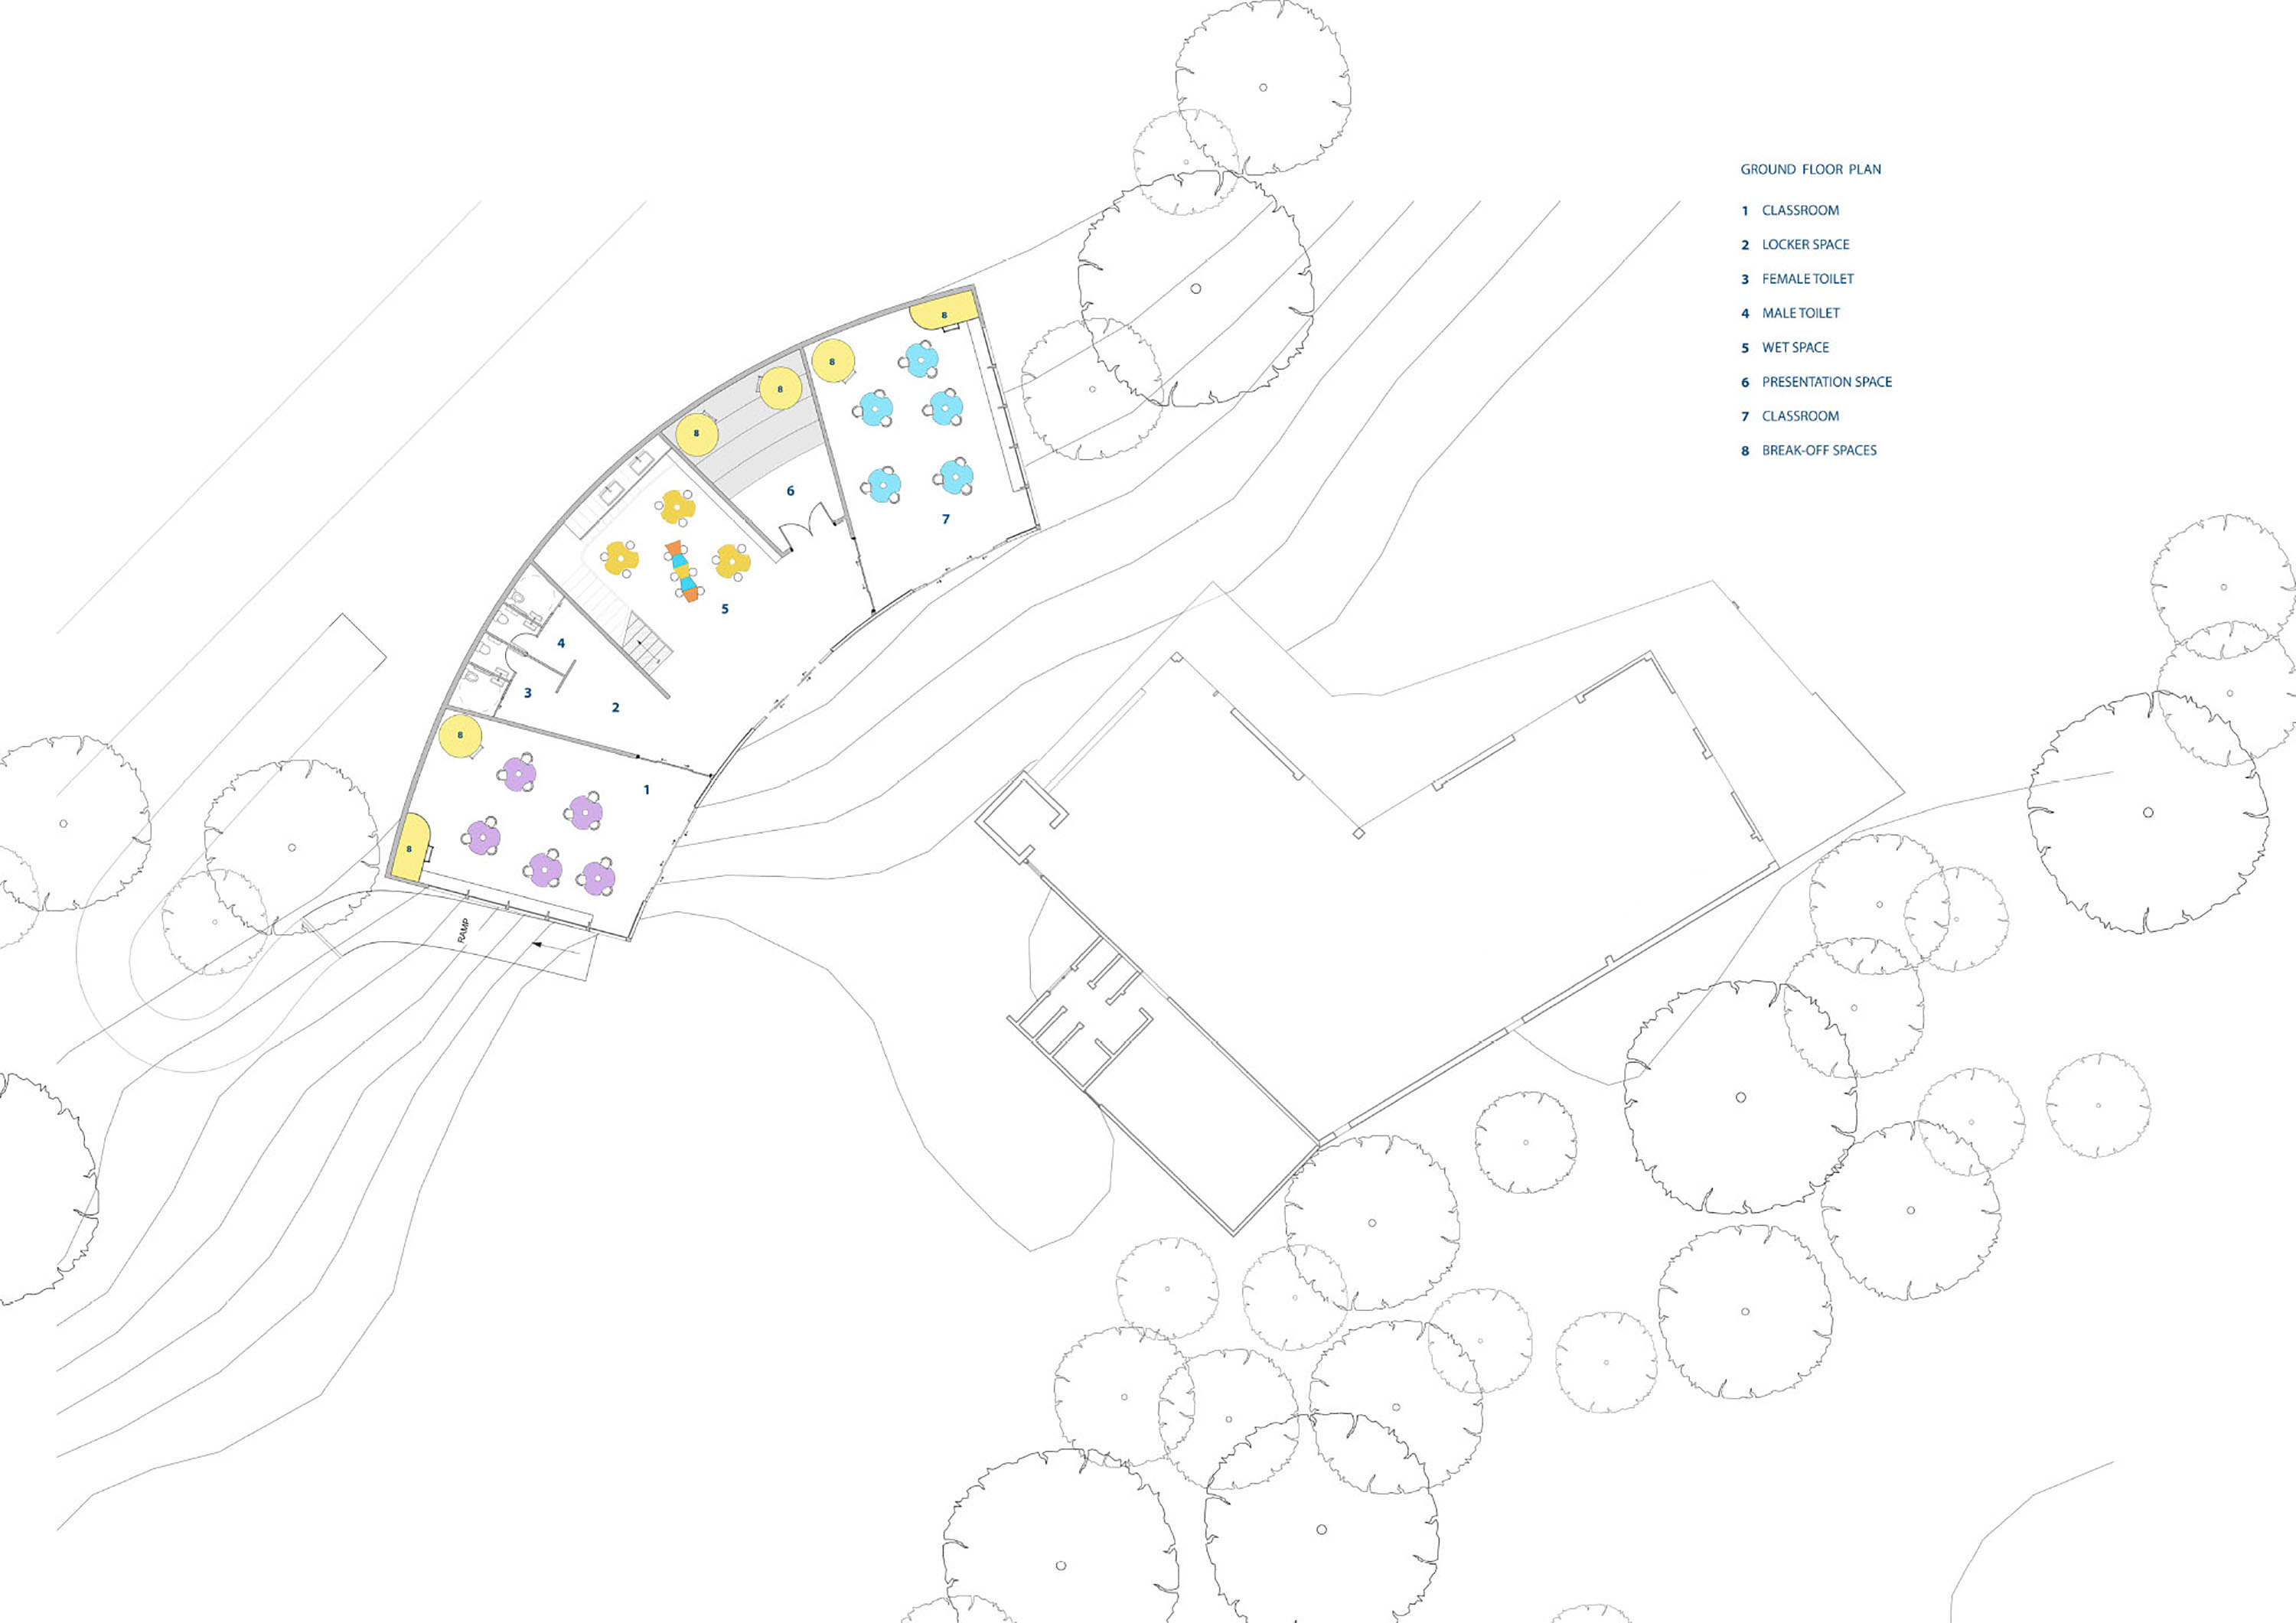 GROUND FLOOR PLAN
1 CLASSROOM
2 LOCKER SPACE
3 FEMALE TOILET
4 MALE TOILET
5 WET SPACE
6 PRESENTATION SPACE
7 CLASSROOM
8 BREAK-OFF SPACES
8
8
8
8
6
7
5
4
3
2
8
1
8
RAMP